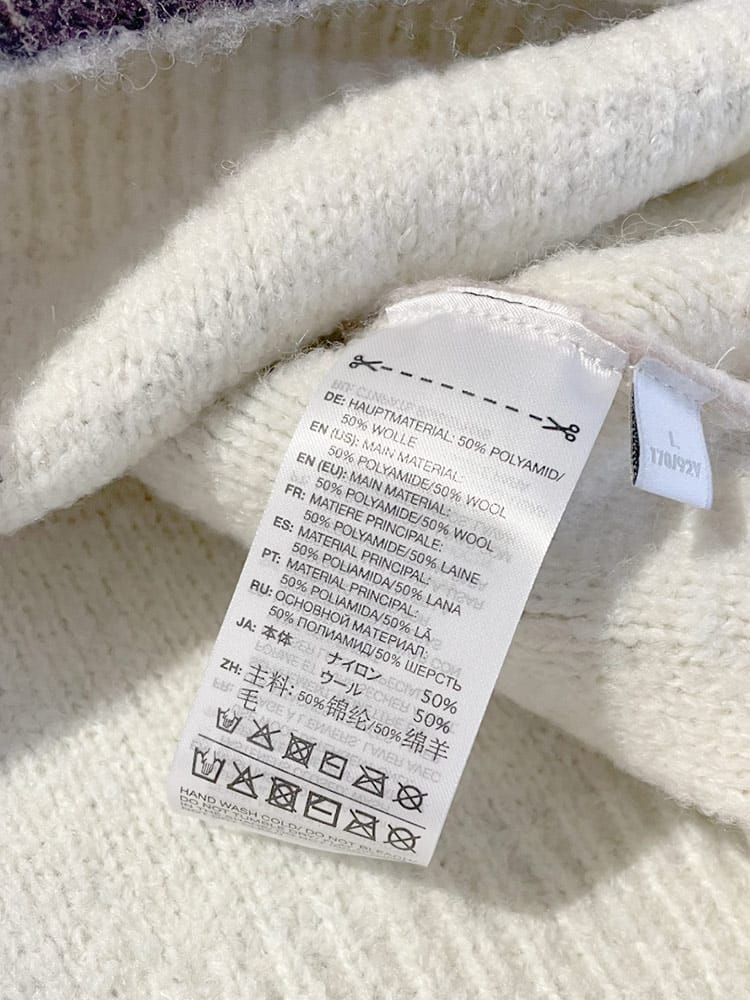 DE: HAUPTMATERIAL: 50% POLYAMID/
50% WOLLE
EN (US): MAIN MATERIAL:
50% POLYAMIDE/50% WOOL
EN (EU): MAIN MATERIAL:
50% POLYAMIDE/50% WOOL
FR: MATIERE PRINCIPALE:
50% POLYAMIDE/50% LAINE
ES: MATERIAL PRINCIPAL:
50% POLIAMIDA/50% LANA
PT: MATERIAL PRINCIPAL:
50% POLIAMIDA/50% LÃ
RU: ОСНОВНОЙ МАТЕРИАЛ:
50% ПОЛИАМИД/50% ШЕРСТЬ
JA: 本体 ナイロン 50%
ウール 50%
ZH: 主料: 50%锦纶/50%绵羊
毛
HAND WASH COLD/ DO NOT BLEACH/
DO NOT TUMBLE DRY/
L
170/92Y